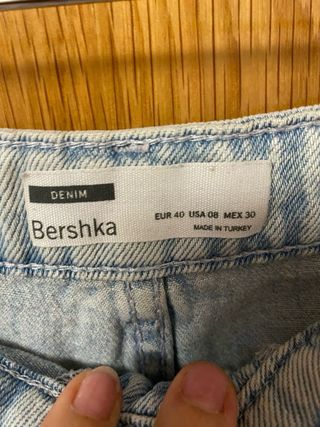 DENIM
Bershka
EUR 40 USA 08 MEX 30
MADE IN TURKEY